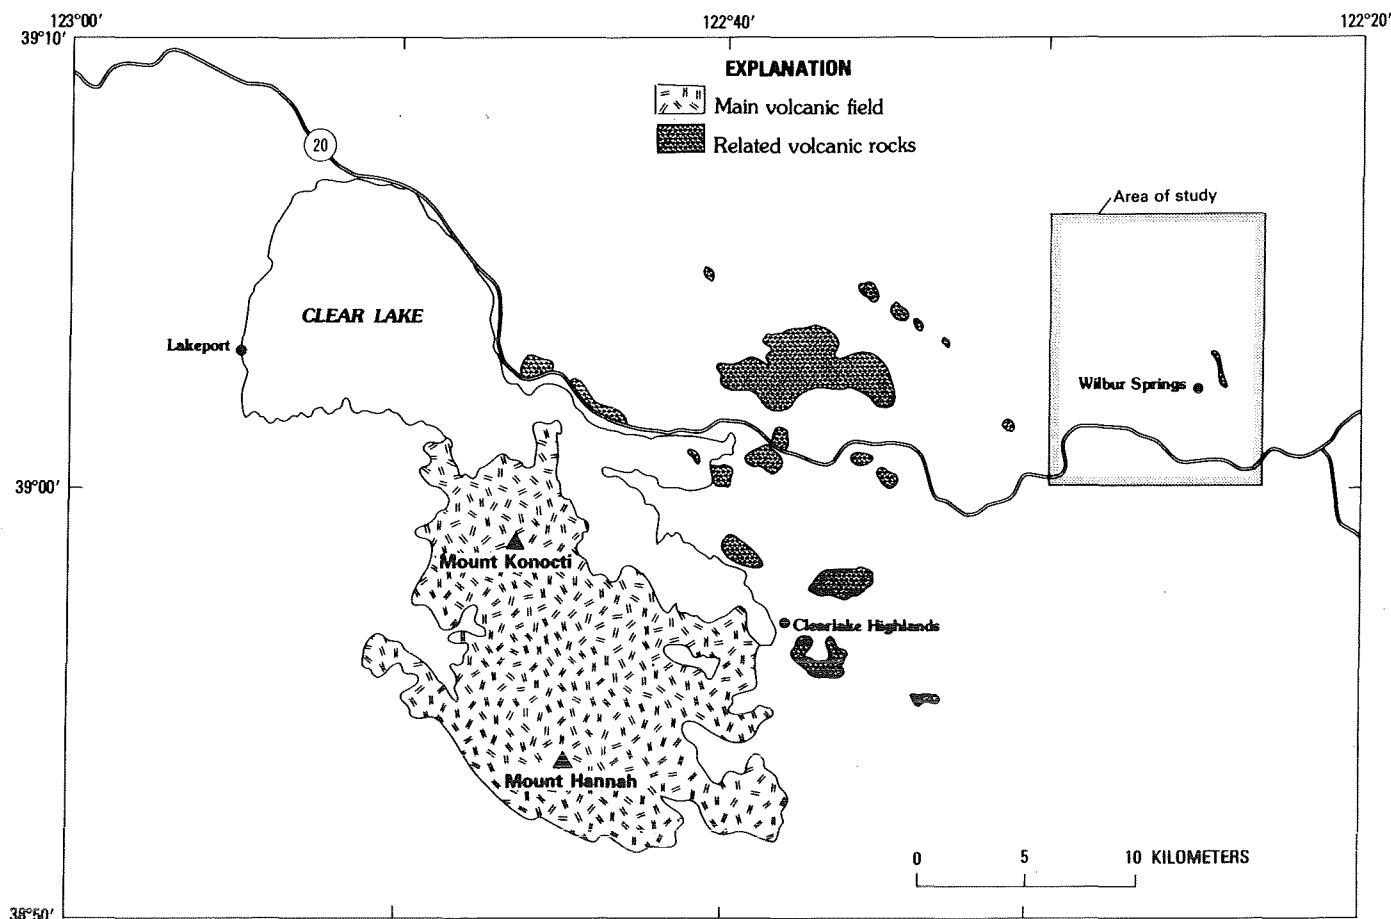 123°00′ 122°40′ 122°20′
39°10′
EXPLANATION
Main volcanic field
Related volcanic rocks
20
Area of study
CLEAR LAKE
Lakeport
Wilbur Springs
39°00′
Mount Konocti
Clearlake Highlands
Mount Hannah
0 5 10 KILOMETERS
38°50′